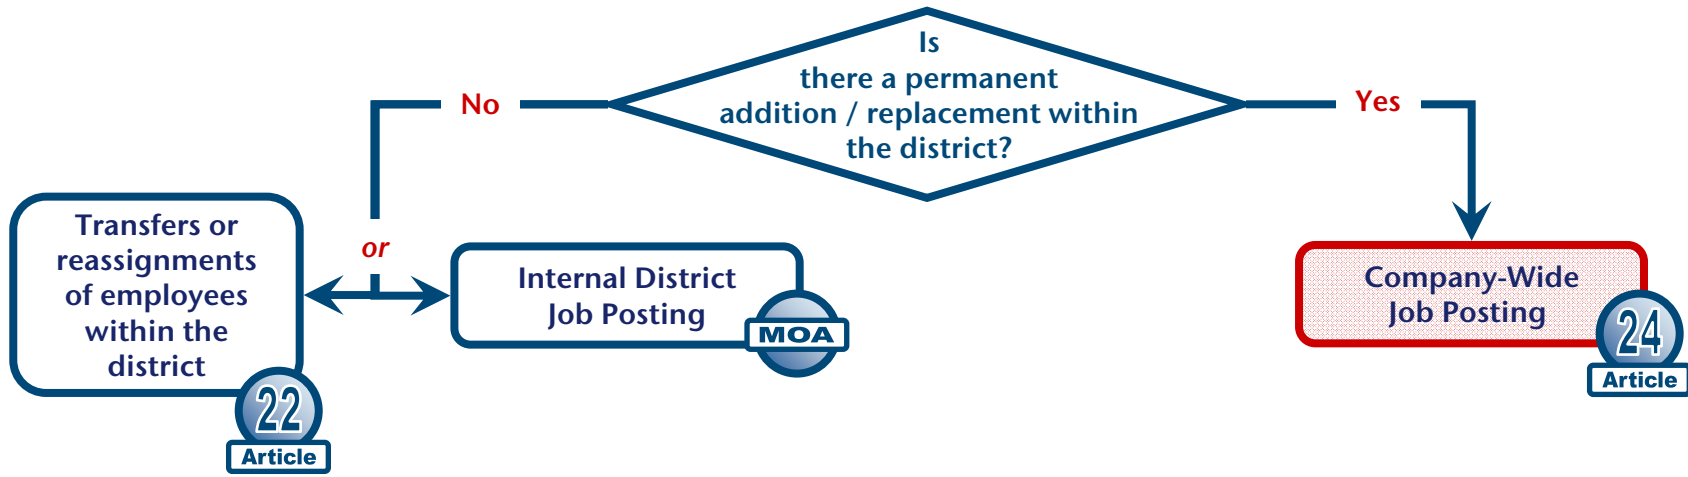 Is
there a permanent
addition / replacement within
the district?
No
Yes
Transfers or
reassignments
of employees
within the
district
22
Article
or
Internal District
Job Posting
MOA
Company-Wide
Job Posting
24
Article